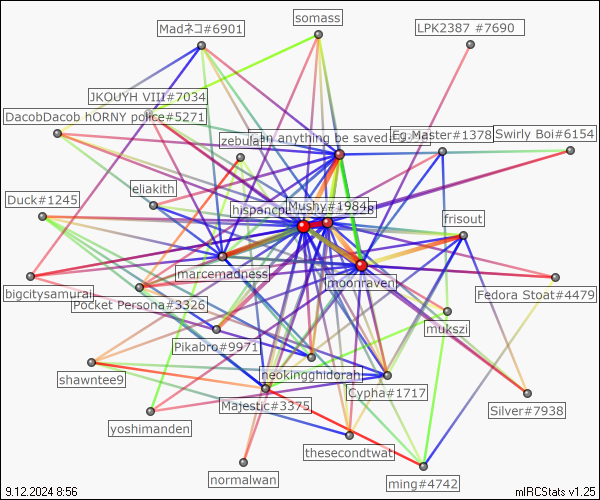 somass
Madネコ#6901
LPK2387 #7690
JKOUYH VIII#7034
DacobDacob hORNY police#5271
an anything be saved
Eg.Master#1378
Swirly Boi#6154
zebula
eliakith
Duck#1245
Mushy#1984
hispancp
frisout
marcemadness
moonraven
bigcitysamurai
Pocket Persona#3326
Fedora Stoat#4479
mukszi
Pikabro#9971
neokingghidorah
shawntee9
Cypha#1717
Majestic#3375
Silver#7938
yoshimanden
thesecondtwat
normalwan
ming#4742
9.12.2024 8:56
mIRCStats v1.25